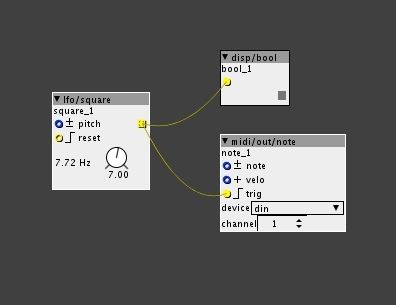 ▼ lfo/square
square_1
± pitch
reset
7.72 Hz
7.00
▼ disp/bool
bool_1
▼ midi/out/note
note_1
± note
+ velo
trig
device din ▼
channel 1